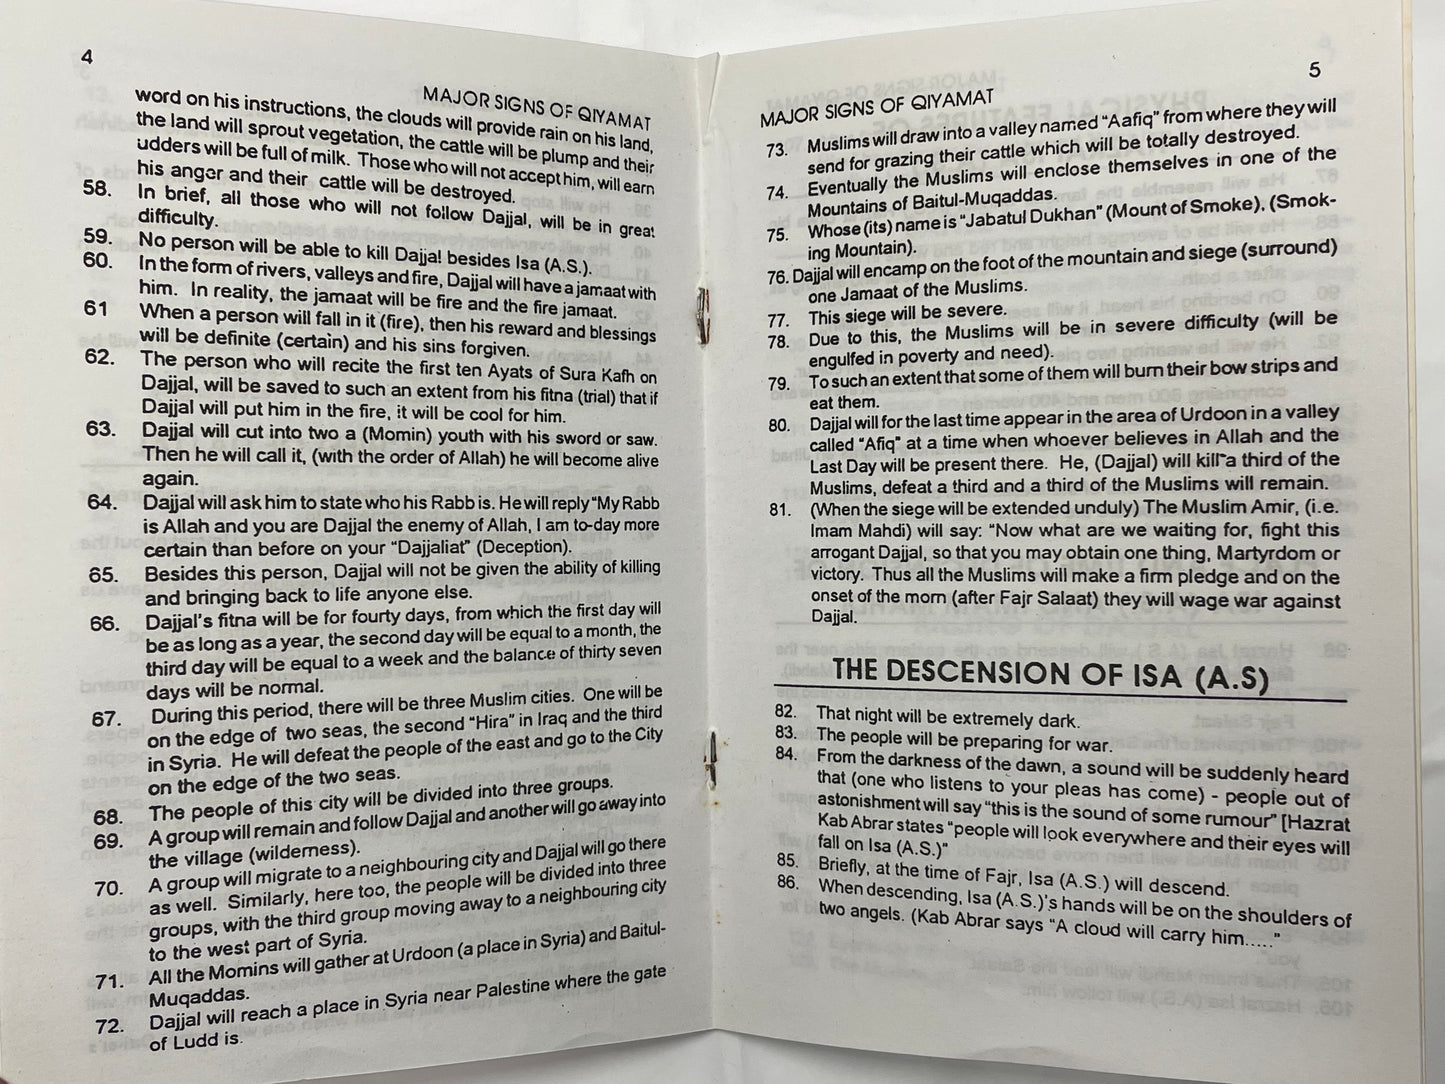 4
MAJOR SIGNS OF QIYAMAT
word on his instructions, the clouds will provide rain on his land,
the land will sprout vegetation, the cattle will be plump and their
udders will be full of milk. Those who will not accept him, will earn
his anger and their cattle will be destroyed.
58. In brief, all those who will not follow Dajjal, will be in great
difficulty.
59. No person will be able to kill Dajjal besides Isa (A.S.).
60. In the form of rivers, valleys and fire, Dajjal will have a jamaat with
him. In reality, the jamaat will be fire and the fire jamaat.
61 When a person will fall in it (fire), then his reward and blessings
will be definite (certain) and his sins forgiven.
62. The person who will recite the first ten Ayats of Sura Kafh on
Dajjal, will be saved to such an extent from his fitna (trial) that if
Dajjal will put him in the fire, it will be cool for him.
63. Dajjal will cut into two a (Momin) youth with his sword or saw.
Then he will call it, (with the order of Allah) he will become alive
again.
64. Dajjal will ask him to state who his Rabb is. He will reply “My Rabb
is Allah and you are Dajjal the enemy of Allah, I am to-day more
certain than before on your “Dajjaliat” (Deception).
65. Besides this person, Dajjal will not be given the ability of killing
and bringing back to life anyone else.
66. Dajjal's fitna will be for fourty days, from which the first day will
be as long as a year, the second day will be equal to a month, the
third day will be equal to a week and the balance of thirty seven
days will be normal.
67. During this period, there will be three Muslim cities. One will be
on the edge of two seas, the second “Hira” in Iraq and the third
in Syria. He will defeat the people of the east and go to the City
on the edge of the two seas.
68. The people of this city will be divided into three groups.
69. A group will remain and follow Dajjal and another will go away into
the village (wilderness).
70. A group will migrate to a neighbouring city and Dajjal will go there
as well. Similarly, here too, the people will be divided into three
groups, with the third group moving away to a neighbouring city
to the west part of Syria.
71. All the Momins will gather at Urdoon (a place in Syria) and Baitul-
Muqaddas.
72. Dajjal will reach a place in Syria near Palestine where the gate
of Ludd is.
5
MAJOR SIGNS OF QIYAMAT
73. Muslims will draw into a valley named “Aafiq” from where they will
send for grazing their cattle which will be totally destroyed.
74. Eventually the Muslims will enclose themselves in one of the
Mountains of Baitul-Muqaddas.
75. Whose (its) name is “Jabatul Dukhan” (Mount of Smoke), (Smok-
ing Mountain).
76. Dajjal will encamp on the foot of the mountain and siege (surround)
one Jamaat of the Muslims.
77. This siege will be severe.
78. Due to this, the Muslims will be in severe difficulty (will be
engulfed in poverty and need).
79. To such an extent that some of them will burn their bow strips and
eat them.
80. Dajjal will for the last time appear in the area of Urdoon in a valley
called “Afiq” at a time when whoever believes in Allah and the
Last Day will be present there. He, (Dajjal) will kill a third of the
Muslims, defeat a third and a third of the Muslims will remain.
81. (When the siege will be extended unduly) The Muslim Amir, (i.e.
Imam Mahdi) will say: “Now what are we waiting for, fight this
arrogant Dajjal, so that you may obtain one thing, Martyrdom or
victory. Thus all the Muslims will make a firm pledge and on the
onset of the morn (after Fajr Salaat) they will wage war against
Dajjal.
THE DESCENSION OF ISA (A.S)
82. That night will be extremely dark.
83. The people will be preparing for war.
84. From the darkness of the dawn, a sound will be suddenly heard
that (one who listens to your pleas has come) - people out of
astonishment will say “this is the sound of some rumour” [Hazrat
Kab Abrar states “people will look everywhere and their eyes will
fall on Isa (A.S.)”
85. Briefly, at the time of Fajr, Isa (A.S.) will descend.
86. When descending, Isa (A.S.)'s hands will be on the shoulders of
two angels. (Kab Abrar says “A cloud will carry him.....”